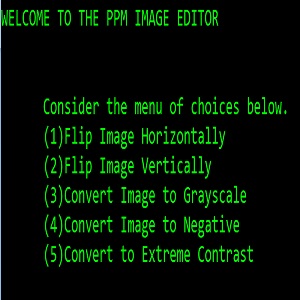 WELCOME TO THE PPM IMAGE EDITOR
Consider the menu of choices below.
(1)Flip Image Horizontally
(2)Flip Image Vertically
(3)Convert Image to Grayscale
(4)Convert Image to Negative
(5)Convert to Extreme Contrast